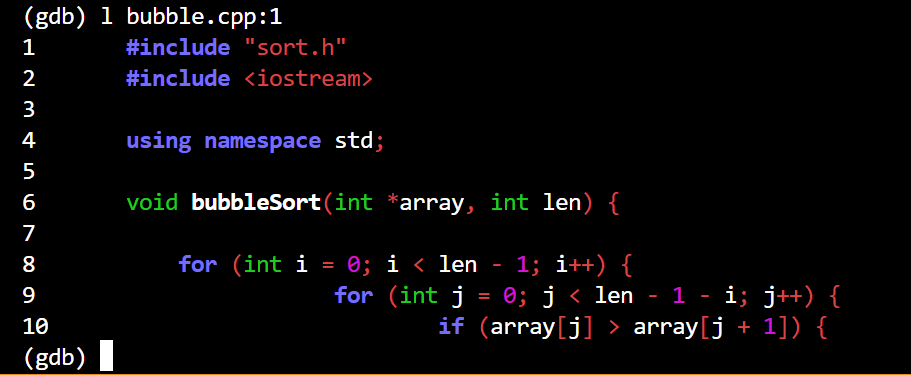 (gdb) l bubble.cpp:1
1       #include "sort.h"
2       #include <iostream>
3
4       using namespace std;
5
6       void bubbleSort(int *array, int len) {
7
8           for (int i = 0; i < len - 1; i++) {
9                       for (int j = 0; j < len - 1 - i; j++) {
10                              if (array[j] > array[j + 1]) {
(gdb)